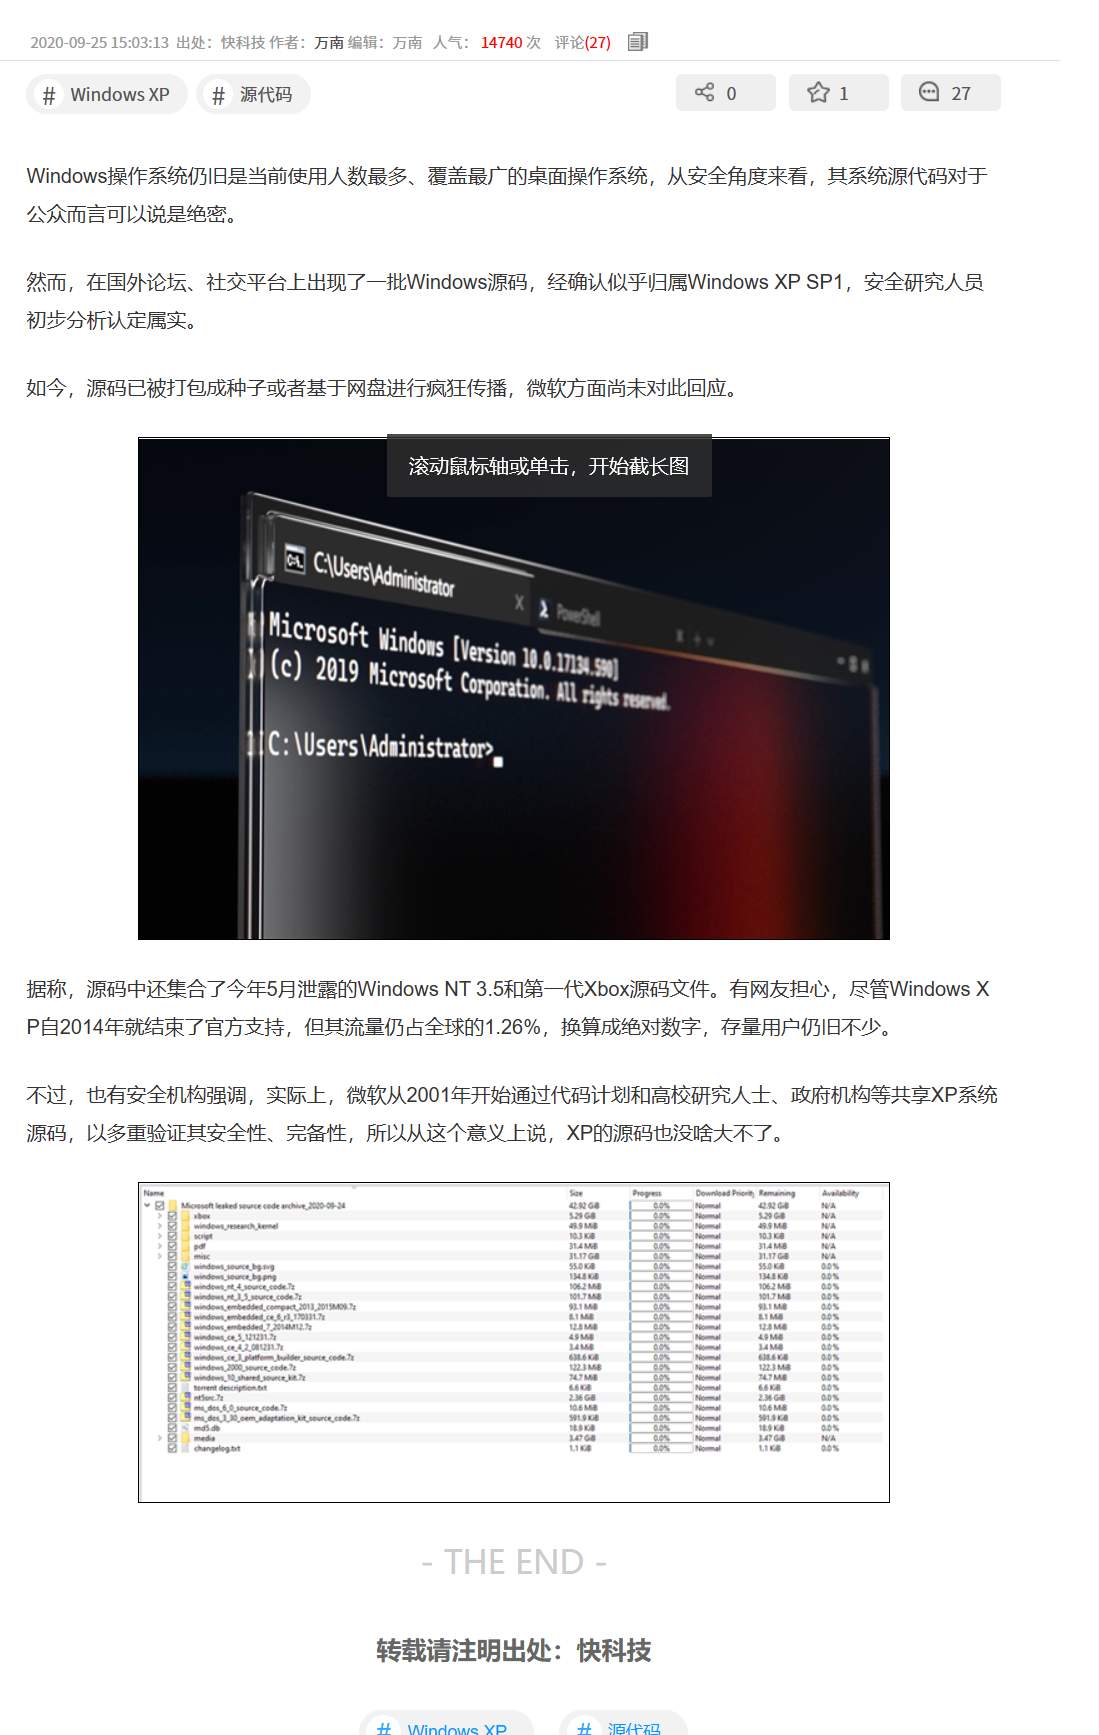 2020-09-25 15:03:13 出处：快科技 作者：万南 编辑：万南 人气： 14740 次 评论(27)
# Windows XP # 源代码 0 1 27
Windows操作系统仍旧是当前使用人数最多、覆盖最广的桌面操作系统，从安全角度来看，其系统源代码对于
公众而言可以说是绝密。
然而，在国外论坛、社交平台上出现了一批Windows源码，经确认似乎归属Windows XP SP1，安全研究人员
初步分析认定属实。
如今，源码已被打包成种子或者基于网盘进行疯狂传播，微软方面尚未对此回应。
滚动鼠标轴或单击，开始截长图
C:\Users\Administrator X PowerShell
Microsoft Windows [Version 10.0.17134.590]
(c) 2019 Microsoft Corporation. All rights reserved.
C:\Users\Administrator>
据称，源码中还集合了今年5月泄露的Windows NT 3.5和第一代Xbox源码文件。有网友担心，尽管Windows X
P自2014年就结束了官方支持，但其流量仍占全球的1.26%，换算成绝对数字，存量用户仍旧不少。
不过，也有安全机构强调，实际上，微软从2001年开始通过代码计划和高校研究人士、政府机构等共享XP系统
源码，以多重验证其安全性、完备性，所以从这个意义上说，XP的源码也没啥大不了。
Name Size Progress Download Priority Remaining Availability
Microsoft leaked source code archive_2020-09-24 42.92 GiB 0.0% Normal 42.92 GiB N/A
xbox 5.29 GiB 0.0% Normal 5.29 GiB N/A
windows_research_kernel 49.9 MiB 0.0% Normal 49.9 MiB N/A
script 10.3 KiB 0.0% Normal 10.3 KiB N/A
pdf 31.4 MiB 0.0% Normal 31.4 MiB N/A
misc 31.17 GiB 0.0% Normal 31.17 GiB N/A
windows_source_bg.svg 55.0 KiB 0.0% Normal 55.0 KiB 0.0%
windows_source_bg.png 134.8 KiB 0.0% Normal 134.8 KiB 0.0%
windows_nt_4_source_code.7z 106.2 MiB 0.0% Normal 106.2 MiB 0.0%
windows_nt_3_5_source_code.7z 101.7 MiB 0.0% Normal 101.7 MiB 0.0%
windows_embedded_compact_2013_2015M09.7z 93.1 MiB 0.0% Normal 93.1 MiB 0.0%
windows_embedded_ce_6_r3_170331.7z 8.1 MiB 0.0% Normal 8.1 MiB 0.0%
windows_embedded_7_2014M12.7z 12.8 MiB 0.0% Normal 12.8 MiB 0.0%
windows_ce_5_121231.7z 4.9 MiB 0.0% Normal 4.9 MiB 0.0%
windows_ce_4_2_081231.7z 3.4 MiB 0.0% Normal 3.4 MiB 0.0%
windows_ce_3_platform_builder_source_code.7z 638.6 KiB 0.0% Normal 638.6 KiB 0.0%
windows_2000_source_code.7z 122.3 MiB 0.0% Normal 122.3 MiB 0.0%
windows_10_shared_source_kit.7z 74.7 MiB 0.0% Normal 74.7 MiB 0.0%
torrent description.txt 6.6 KiB 0.0% Normal 6.6 KiB 0.0%
nt5src.7z 2.36 GiB 0.0% Normal 2.36 GiB 0.0%
ms_dos_6_0_source_code.7z 10.6 MiB 0.0% Normal 10.6 MiB 0.0%
ms_dos_3_30_oem_adaptation_kit_source_code.7z 591.9 KiB 0.0% Normal 591.9 KiB 0.0%
md5.db 18.9 KiB 0.0% Normal 18.9 KiB 0.0%
media 3.47 GiB 0.0% Normal 3.47 GiB N/A
changelog.txt 1.1 KiB 0.0% Normal 1.1 KiB 0.0%
- THE END -
转载请注明出处：快科技
# Windows XP # 源代码